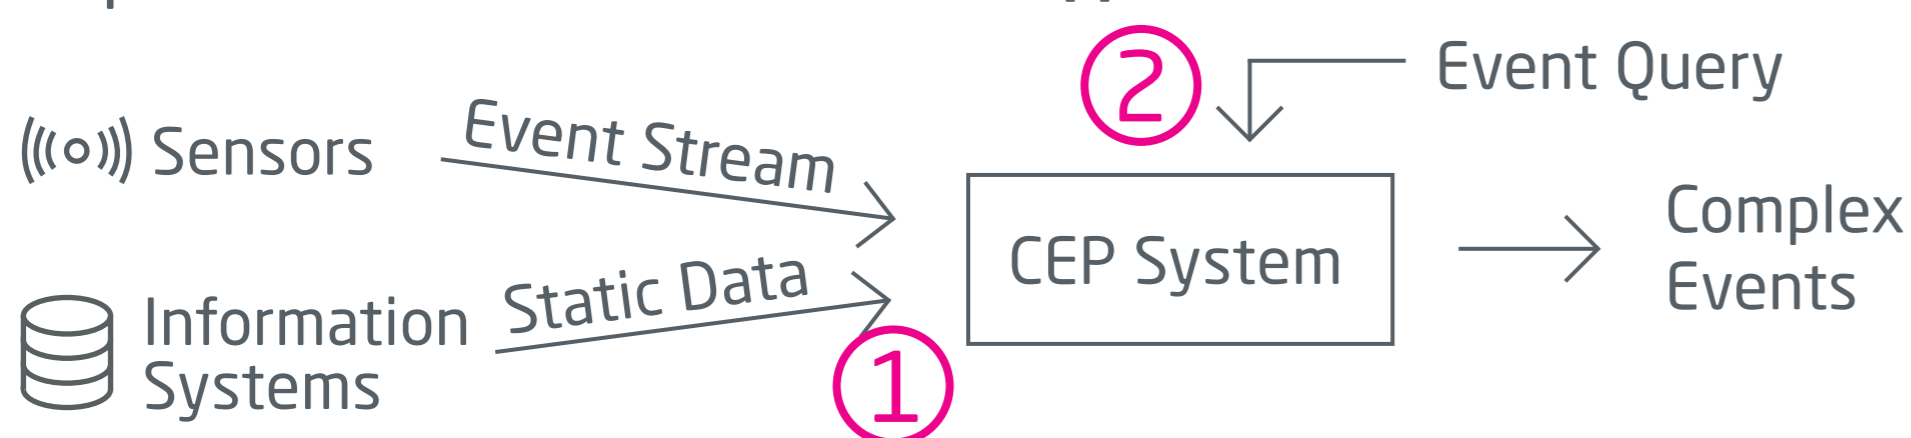 2
Event Query
Sensors
Event Stream
Complex
Events
CEP System
Static Data
Information
Systems
1